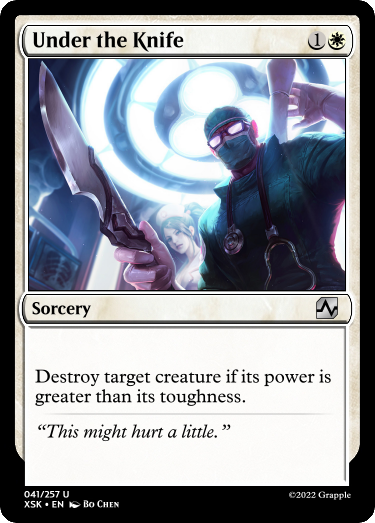 Under the Knife 1
Sorcery
Destroy target creature if its power is
greater than its toughness.
“This might hurt a little.”
041/257 U
XSK • EN Bo Chen
©2022 Grapple